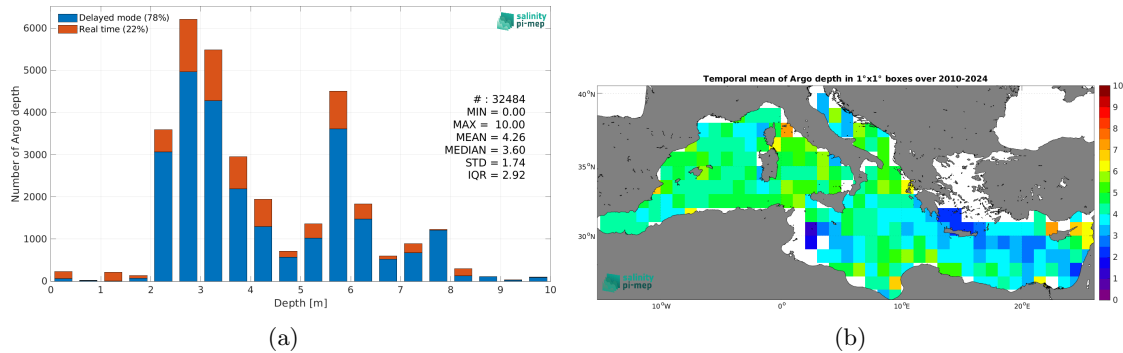 Delayed mode (78%)
Real time (22%)
salinity
pi-mep
6000
5000
4000
3000
2000
1000
0
Number of Argo depth
# : 32484
MIN = 0.00
MAX = 10.00
MEAN = 4.26
MEDIAN = 3.60
STD = 1.74
IQR = 2.92
0 1 2 3 4 5 6 7 8 9 10
Depth [m]
(a)
Temporal mean of Argo depth in 1°x1° boxes over 2010-2024
40°N
35°N
30°N
10°W 0° 10°E 20°E
salinity
pi-mep
10
9
8
7
6
5
4
3
2
1
0
(b)